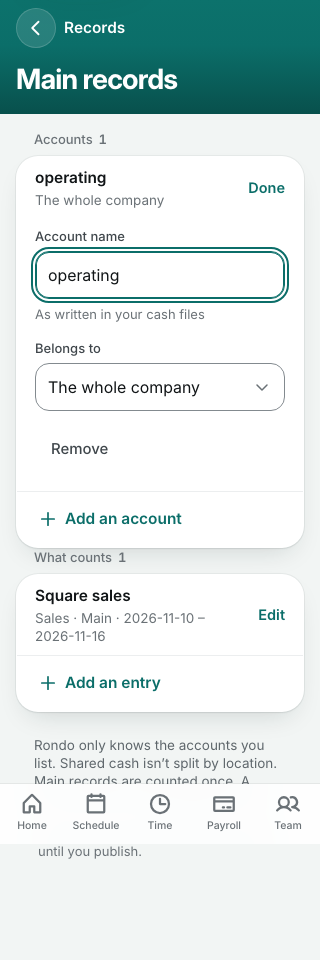 Records
Main records
Accounts 1
operating
The whole company
Done
Account name
operating
As written in your cash files
Belongs to
The whole company
Remove
Add an account
What counts 1
Square sales
Sales · Main · 2026-11-10 –
2026-11-16
Edit
Add an entry
Rondo only knows the accounts you
list. Shared cash isn’t split by location.
Main records are counted once. A
Home
Schedule
Time
Payroll
Team
until you publish.